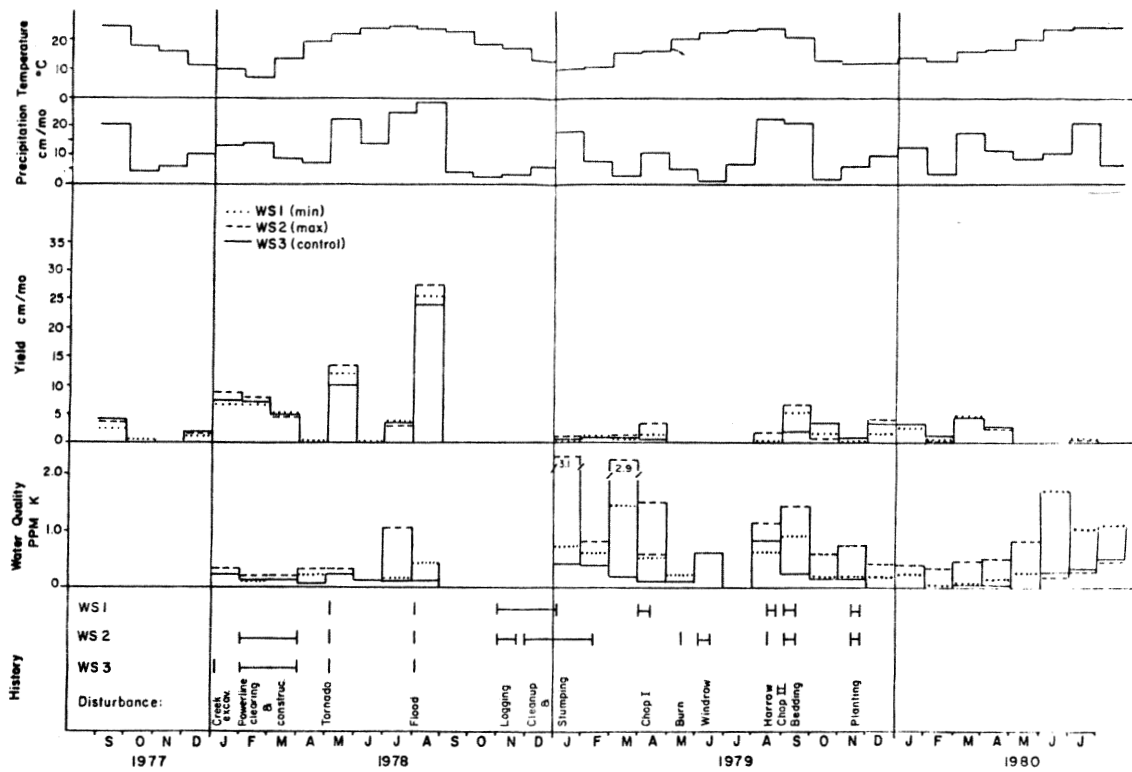 Temperature
°C
20
10
0
Precipitation
cm/mo
20
10
0
WS1 (min)
WS2 (max)
WS3 (control)
Yield cm/mo
35
30
25
20
15
10
5
0
Water Quality
PPM K
2.0
1.0
0
3.1
2.9
History
WS1
WS2
WS3
Disturbance:
Creek excav.
Powerline clearing & construc.
Tornado
Flood
Logging
Cleanup &
Stumping
Chop I
Burn
Windrow
Harrow
Chop II
Bedding
Planting
S O N D J F M A M J J A S O N D J F M A M J J A S O N D J F M A M J J
1977 1978 1979 1980